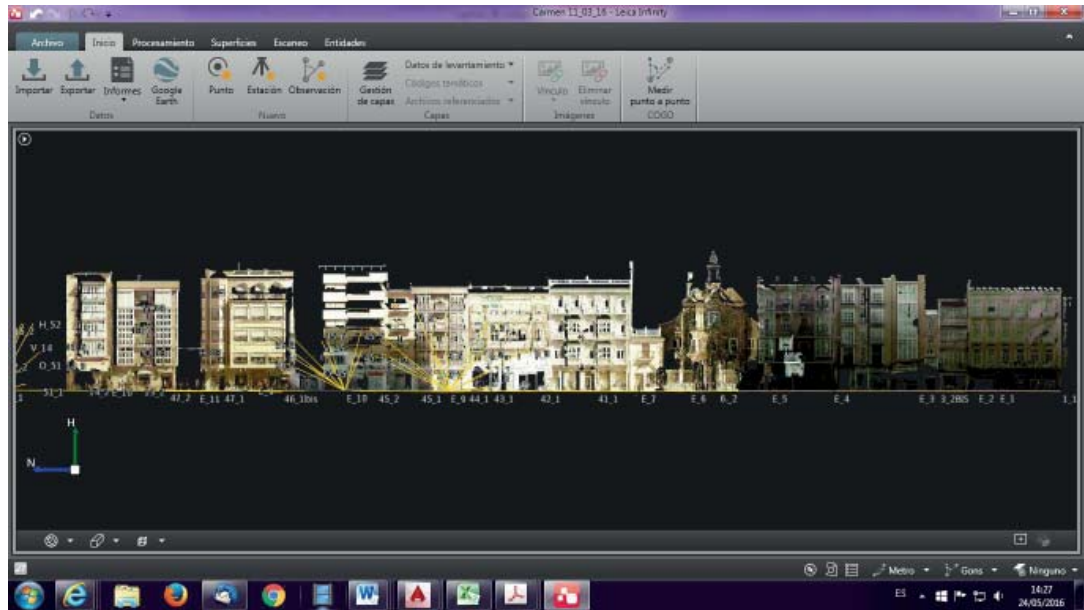 Carmen 11_03_16 - Leica Infinity
Archivo Inicio Procesamiento Superficies Escaneo Entidades
Importar Exportar Informes Google Earth Punto Estación Observación Gestión de capas Datos de levantamiento Códigos temáticos Archivos referenciados Vínculo Eliminar vínculo Medir punto a punto
Datos Nuevo Capas Imágenes COGO
H_52
V_14
O_51
51_1 47_2 E_11 47_1 46_1bis E_10 45_2 45_1 E_9 44_1 43_1 42_1 41_1 E_7 E_6 6_2 E_5 E_4 E_3 3_2BIS E_2 E_1 1_1
H
N
Metro Gons Ninguno
ES 14:27
24/05/2016